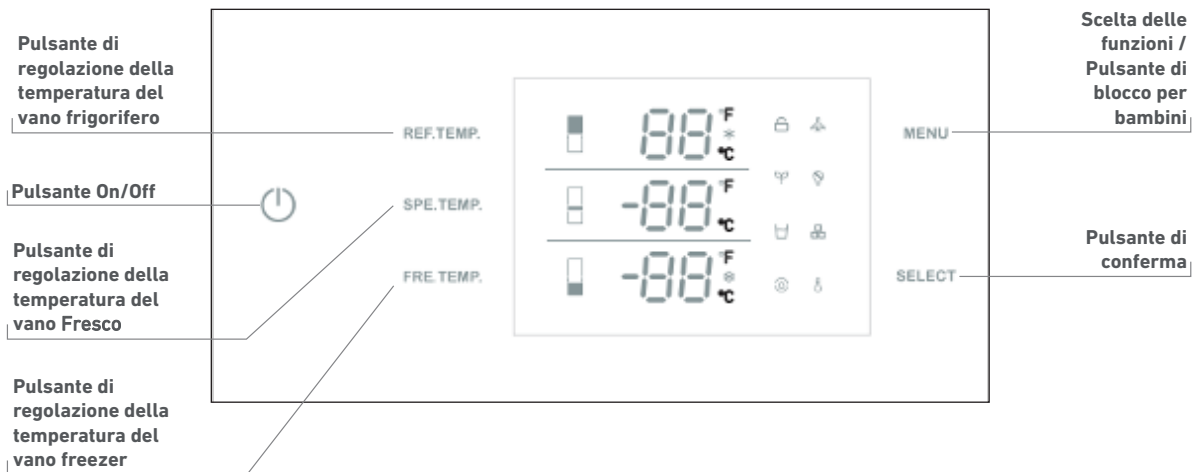 Pulsante di
regolazione della
temperatura del
vano frigorifero
Pulsante On/Off
Pulsante di
regolazione della
temperatura del
vano Fresco
Pulsante di
regolazione della
temperatura del
vano freezer
REF.TEMP.
SPE.TEMP.
FRE.TEMP.
88 °F °C
-88 °F °C
-88 °F °C
MENU
SELECT
Scelta delle
funzioni /
Pulsante di
blocco per
bambini
Pulsante di
conferma